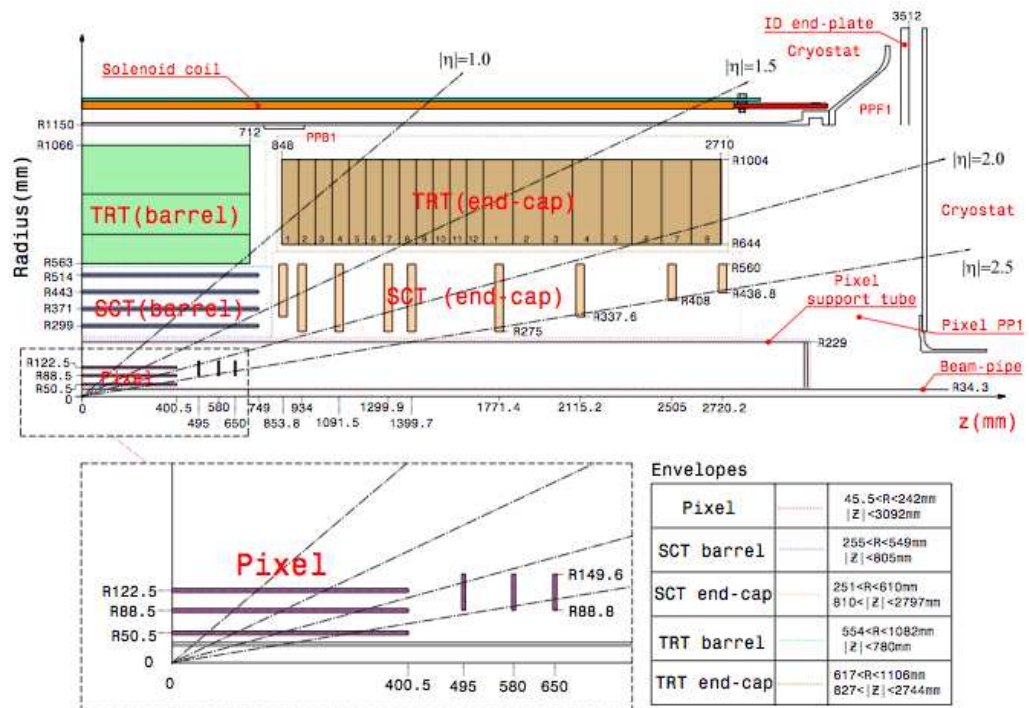 3512
ID end-plate
Cryostat
|η|=1.0
|η|=1.5
Solenoid coil
PPF1
R1150
712
PPB1
R1066
848
2710
R1004
|η|=2.0
TRT(barrel)
TRT(end-cap)
Cryostat
1 2 3 4 5 6 7 8 9 10 11 12 1 2 3 4 5 6 7 8
R644
Radius(mm)
R563
R514
R443
R371
R299
SCT(barrel)
SCT (end-cap)
R560
R438.8
R408
R337.6
R275
|η|=2.5
Pixel
support tube
Pixel PP1
R229
R122.5
R88.5
R50.5
0
Pixel
Beam-pipe
R34.3
0
400.5
495
580
650
749
853.8
934
1091.5
1299.9
1399.7
1771.4
2115.2
2505
2720.2
z(mm)
Pixel
R122.5
R88.5
R50.5
0
R149.6
R88.8
0
400.5
495
580
650
Envelopes
Pixel
45.5<R<242mm
|Z|<3092mm
SCT barrel
255<R<549mm
|Z|<805mm
SCT end-cap
251<R<610mm
810<|Z|<2797mm
TRT barrel
554<R<1082mm
|Z|<780mm
TRT end-cap
617<R<1106mm
827<|Z|<2744mm